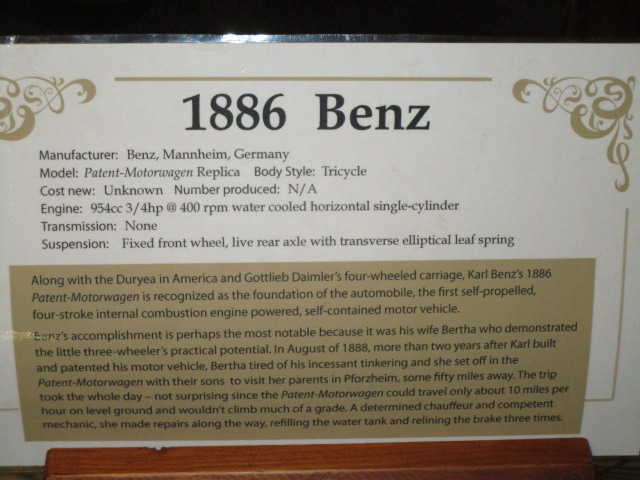 1886 Benz
Manufacturer: Benz, Mannheim, Germany
Model: Patent-Motorwagen Replica Body Style: Tricycle
Cost new: Unknown Number produced: N/A
Engine: 954cc 3/4hp @ 400 rpm water cooled horizontal single-cylinder
Transmission: None
Suspension: Fixed front wheel, live rear axle with transverse elliptical leaf spring
Along with the Duryea in America and Gottlieb Daimler's four-wheeled carriage, Karl Benz's 1886
Patent-Motorwagen is recognized as the foundation of the automobile, the first self-propelled,
four-stroke internal combustion engine powered, self-contained motor vehicle.
Benz's accomplishment is perhaps the most notable because it was his wife Bertha who demonstrated
the little three-wheeler's practical potential. In August of 1888, more than two years after Karl built
and patented his motor vehicle, Bertha tired of his incessant tinkering and she set off in the
Patent-Motorwagen with their sons to visit her parents in Pforzheim, some fifty miles away. The trip
took the whole day – not surprising since the Patent-Motorwagen could travel only about 10 miles per
hour on level ground and wouldn't climb much of a grade. A determined chauffeur and competent
mechanic, she made repairs along the way, refilling the water tank and relining the brake three times.